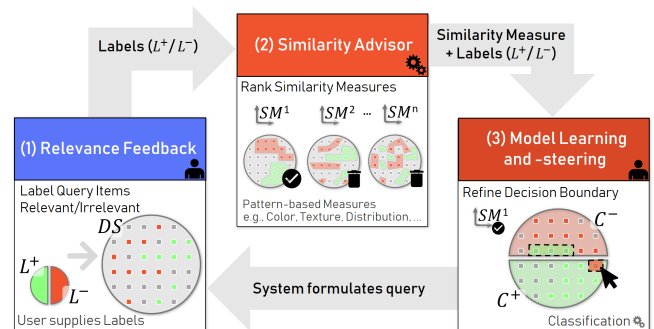 Labels (L⁺/L⁻)
(2) Similarity Advisor
Similarity Measure
+ Labels (L⁺/L⁻)
Rank Similarity Measures
SM¹ SM² ... SMⁿ
Pattern-based Measures
e.g., Color, Texture, Distribution, ...
(1) Relevance Feedback
Label Query Items
Relevant/Irrelevant
DS
L⁺
L⁻
User supplies Labels
(3) Model Learning
and -steering
Refine Decision Boundary
SM¹
C⁻
C⁺
Classification
System formulates query